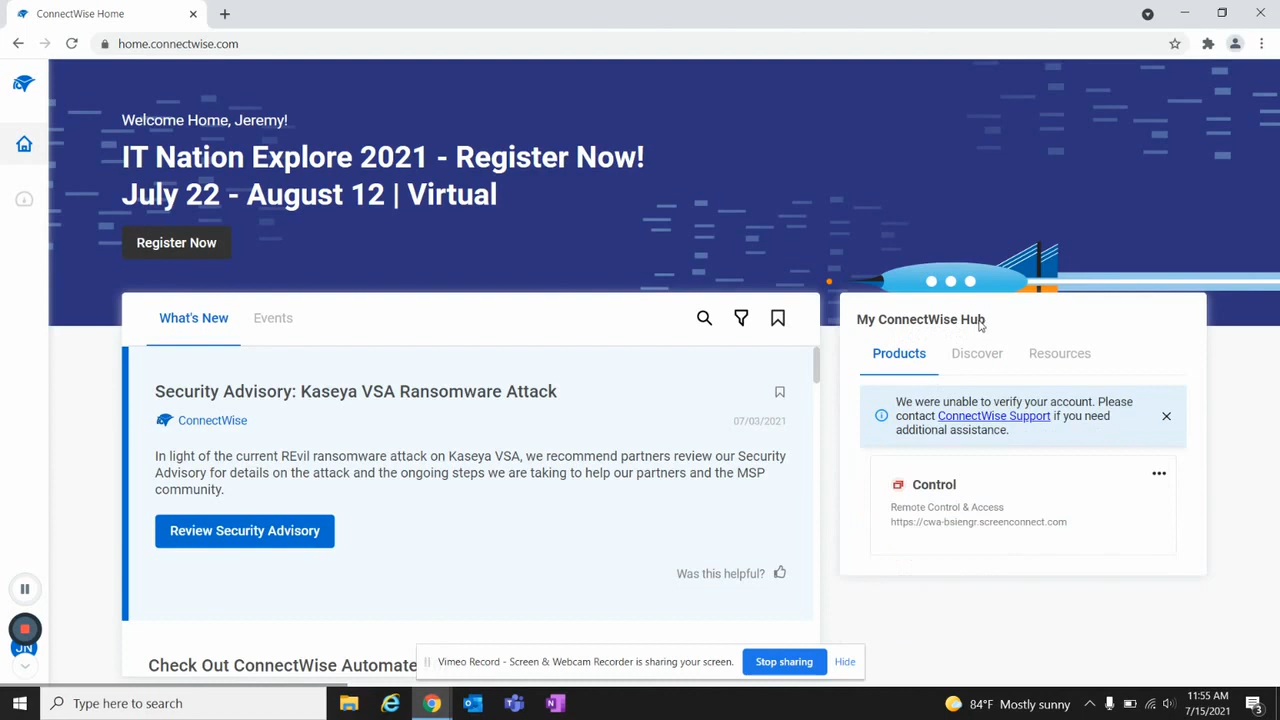 ConnectWise Home
home.connectwise.com
Welcome Home, Jeremy!
IT Nation Explore 2021 - Register Now!
July 22 - August 12 | Virtual
Register Now
What's New
Events
Security Advisory: Kaseya VSA Ransomware Attack
ConnectWise
07/03/2021
In light of the current REvil ransomware attack on Kaseya VSA, we recommend partners review our Security
Advisory for details on the attack and the ongoing steps we are taking to help our partners and the MSP
community.
Review Security Advisory
Was this helpful?
Check Out ConnectWise Automate
My ConnectWise Hub
Products
Discover
Resources
We were unable to verify your account. Please
contact ConnectWise Support if you need
additional assistance.
Control
Remote Control & Access
https://cwa-bsiengr.screenconnect.com
JN
Vimeo Record - Screen & Webcam Recorder is sharing your screen.
Stop sharing
Hide
Type here to search
84°F Mostly sunny
11:55 AM
7/15/2021
3